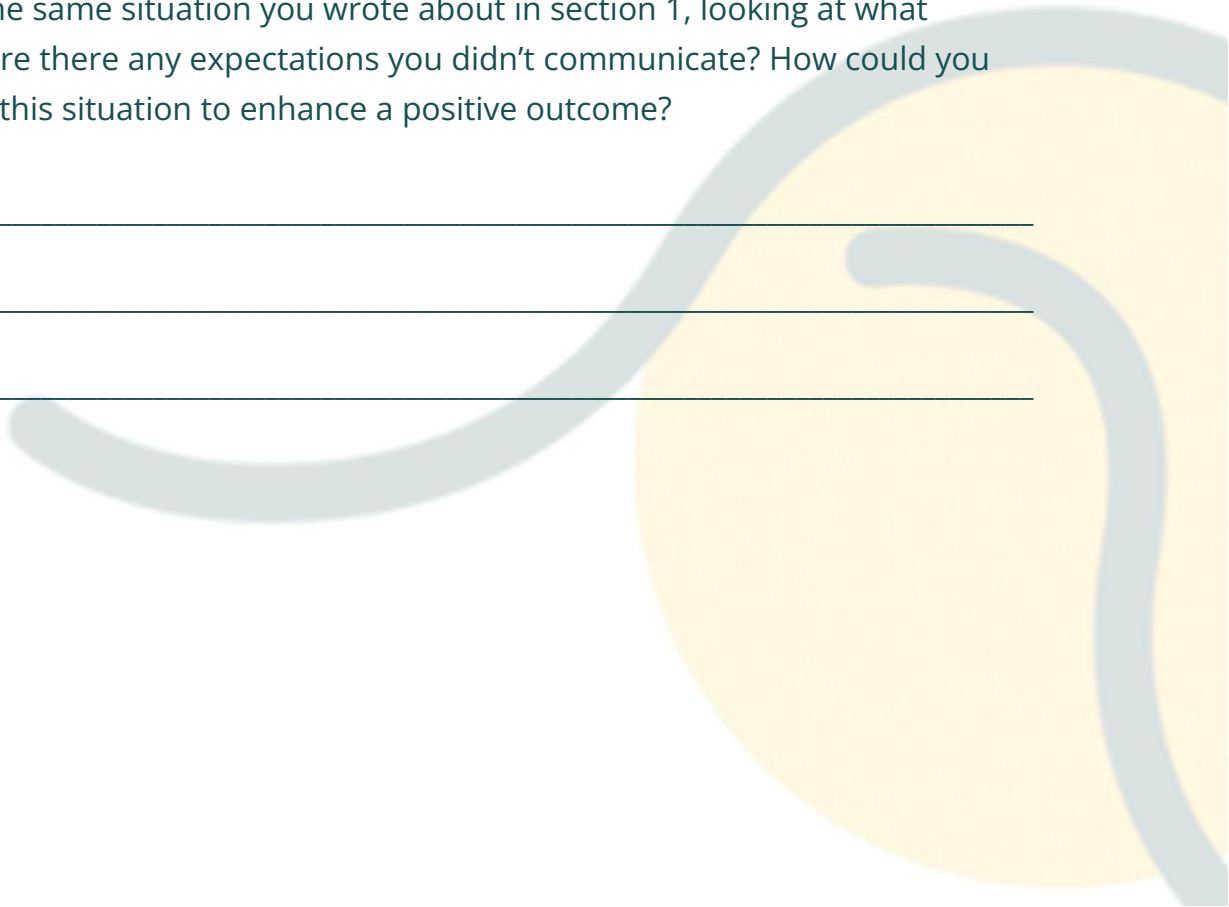 he same situation you wrote about in section 1, looking at what
re there any expectations you didn’t communicate? How could you
this situation to enhance a positive outcome?